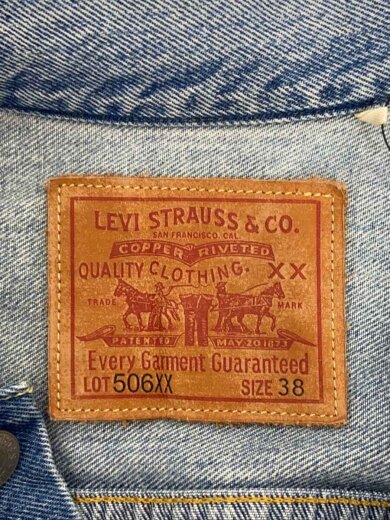 LEVI STRAUSS & CO.
SAN FRANCISCO, CAL.
COPPER RIVETED
QUALITY CLOTHING. XX
TRADE MARK
PATENTED MAY 20 1873
Every Garment Guaranteed
LOT 506XX SIZE 38